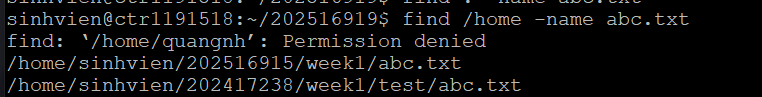 sinhvien@ctr1191518:~/202516919$ find /home -name abc.txt
find: ‘/home/quangnh’: Permission denied
/home/sinhvien/202516915/week1/abc.txt
/home/sinhvien/202417238/week1/test/abc.txt